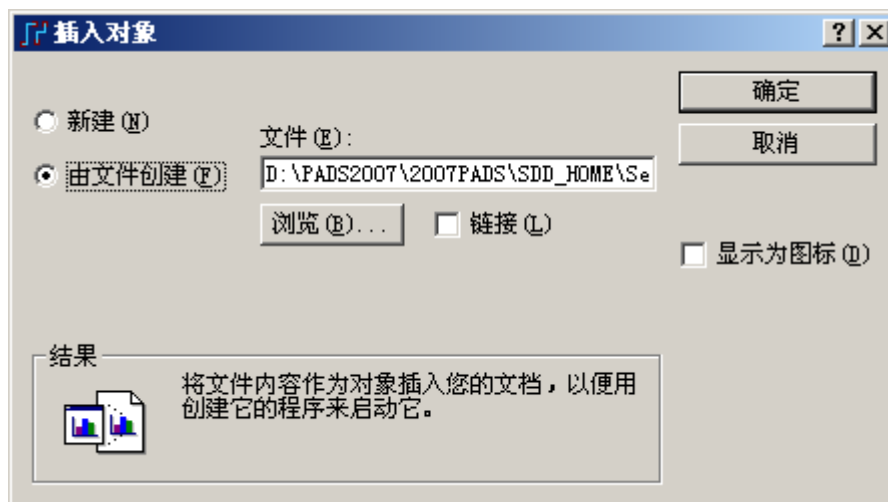 插入对象
新建(N)
由文件创建(F)
文件(E):
D:\PADS2007\2007PADS\SDD_HOME\Se
浏览(B)...
链接(L)
确定
取消
显示为图标(D)
结果
将文件内容作为对象插入您的文档，以便用
创建它的程序来启动它。